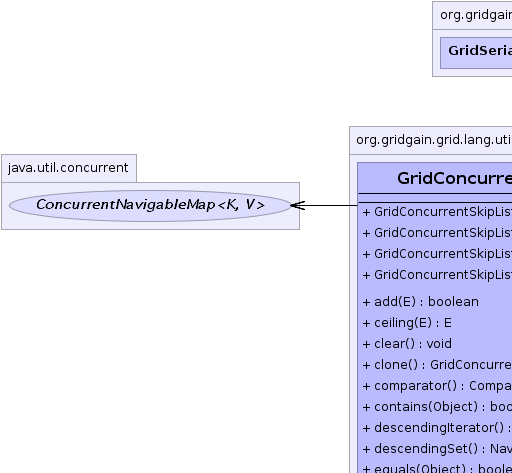 org.gridgain
GridSeria
java.util.concurrent
ConcurrentNavigableMap<K, V>
org.gridgain.grid.lang.uti
GridConcurre
+ GridConcurrentSkipList
+ GridConcurrentSkipList
+ GridConcurrentSkipList
+ GridConcurrentSkipList
+ add(E) : boolean
+ ceiling(E) : E
+ clear() : void
+ clone() : GridConcurre
+ comparator() : Compa
+ contains(Object) : boo
+ descendingIterator() :
+ descendingSet() : Nav
+ equals(Object) : boole